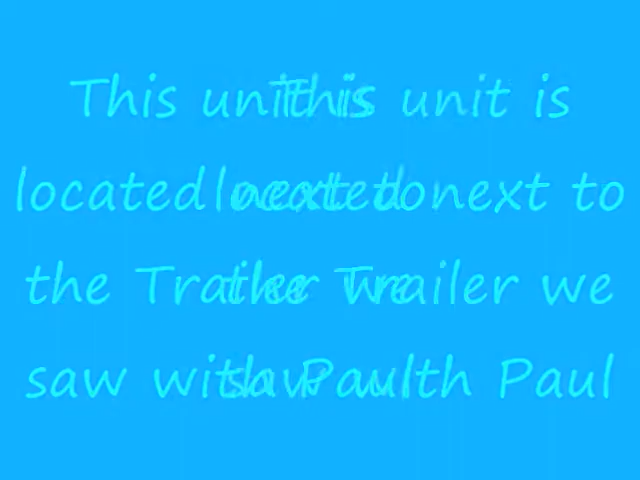 This unit is
located next to
the Trailer we
saw with Paul